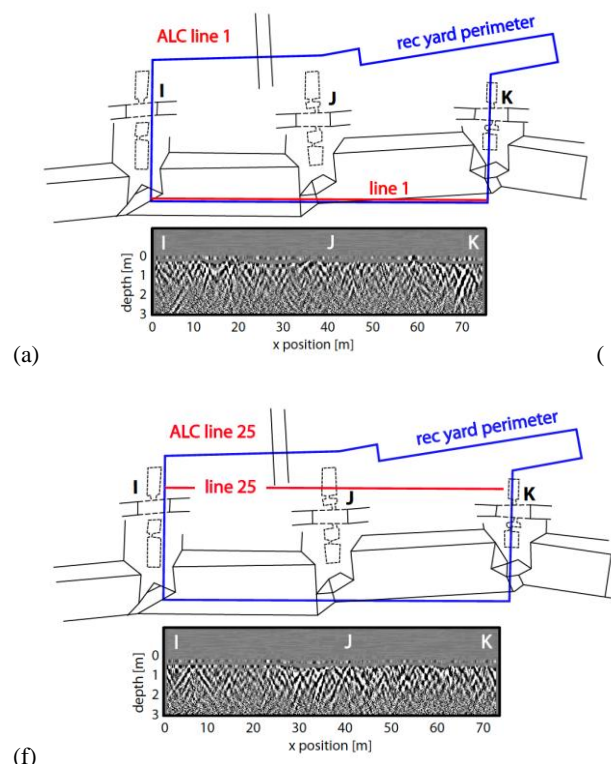 ALC line 1
rec yard perimeter
I
J
K
line 1
I J K
0
1
2
3
depth [m]
0 10 20 30 40 50 60 70
x position [m]
(a)
(
ALC line 25
rec yard perimeter
I
line 25
J
K
I J K
0
1
2
3
depth [m]
0 10 20 30 40 50 60 70
x position [m]
(f)